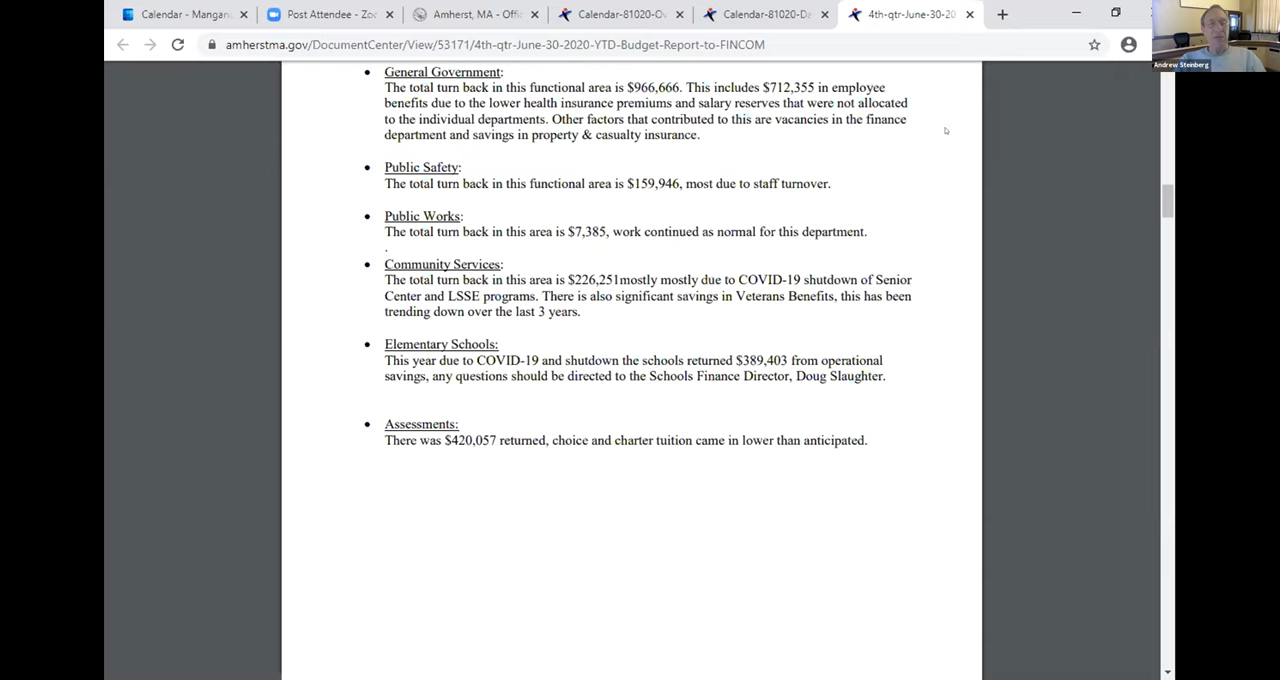 Calendar - Mangan
Post Attendee - Zoo
Amherst, MA - Offi
Calendar-81020-Ov
Calendar-81020-De
4th-qtr-June-30-20
amherstma.gov/DocumentCenter/View/53171/4th-qtr-June-30-2020-YTD-Budget-Report-to-FINCOM
Andrew Steinberg
• General Government:
The total turn back in this functional area is $966,666. This includes $712,355 in employee
benefits due to the lower health insurance premiums and salary reserves that were not allocated
to the individual departments. Other factors that contributed to this are vacancies in the finance
department and savings in property & casualty insurance.
• Public Safety:
The total turn back in this functional area is $159,946, most due to staff turnover.
• Public Works:
The total turn back in this area is $7,385, work continued as normal for this department.
.
• Community Services:
The total turn back in this area is $226,251mostly mostly due to COVID-19 shutdown of Senior
Center and LSSE programs. There is also significant savings in Veterans Benefits, this has been
trending down over the last 3 years.
• Elementary Schools:
This year due to COVID-19 and shutdown the schools returned $389,403 from operational
savings, any questions should be directed to the Schools Finance Director, Doug Slaughter.
• Assessments:
There was $420,057 returned, choice and charter tuition came in lower than anticipated.